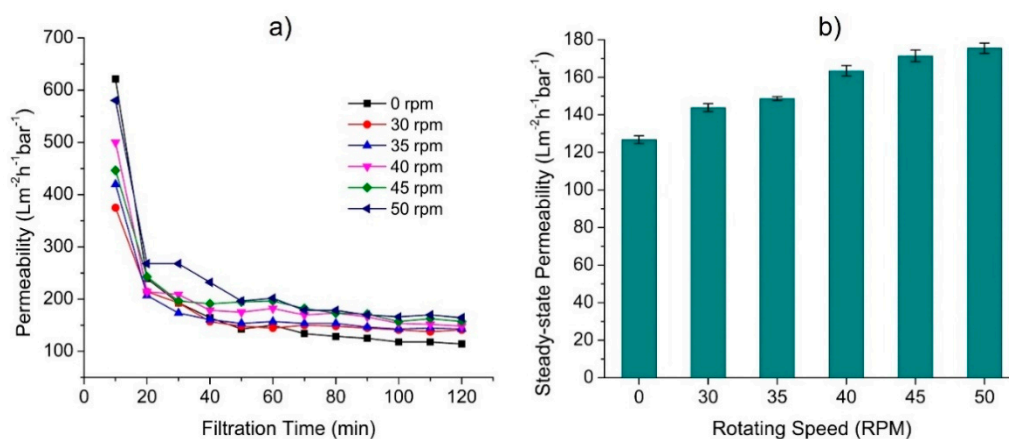 a)
Permeability (Lm⁻²h⁻¹bar⁻¹)
700
600
500
400
300
200
100
0 rpm
30 rpm
35 rpm
40 rpm
45 rpm
50 rpm
0 20 40 60 80 100 120
Filtration Time (min)
b)
Steady-state Permeability (Lm⁻²h⁻¹bar⁻¹)
180
160
140
120
100
80
60
40
20
0
0 30 35 40 45 50
Rotating Speed (RPM)